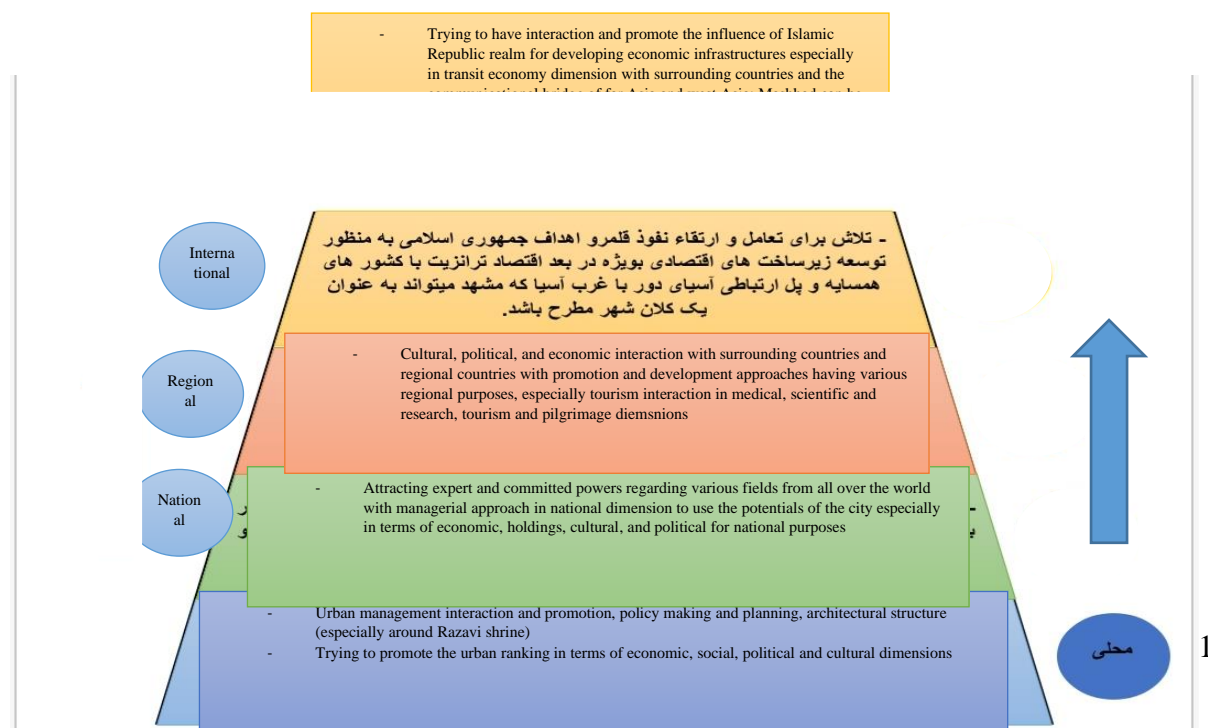 - Trying to have interaction and promote the influence of Islamic
Republic realm for developing economic infrastructures especially
in transit economy dimension with surrounding countries and the
Interna
tional
- تلاش برای تعامل و ارتقاء نفوذ قلمرو اهداف جمهوری اسلامی به منظور
توسعه زیرساخت های اقتصادی بویژه در بعد اقتصاد ترانزیت با کشور های
همسایه و پل ارتباطی آسیای دور با غرب آسیا که مشهد میتواند به عنوان
یک کلان شهر مطرح باشد.
Region
al
- Cultural, political, and economic interaction with surrounding countries and
regional countries with promotion and development approaches having various
regional purposes, especially tourism interaction in medical, scientific and
research, tourism and pilgrimage diemsnions
Nation
al
- Attracting expert and committed powers regarding various fields from all over the world
with managerial approach in national dimension to use the potentials of the city especially
in terms of economic, holdings, cultural, and political for national purposes
- Urban management interaction and promotion, policy making and planning, architectural structure
(especially around Razavi shrine)
- Trying to promote the urban ranking in terms of economic, social, political and cultural dimensions
محلی
1